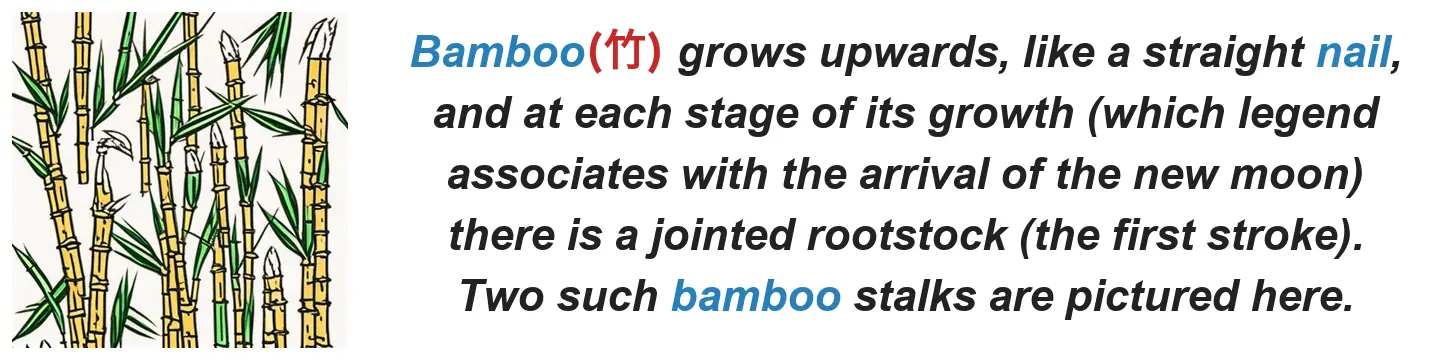 Bamboo(竹) grows upwards, like a straight nail,
and at each stage of its growth (which legend
associates with the arrival of the new moon)
there is a jointed rootstock (the first stroke).
Two such bamboo stalks are pictured here.